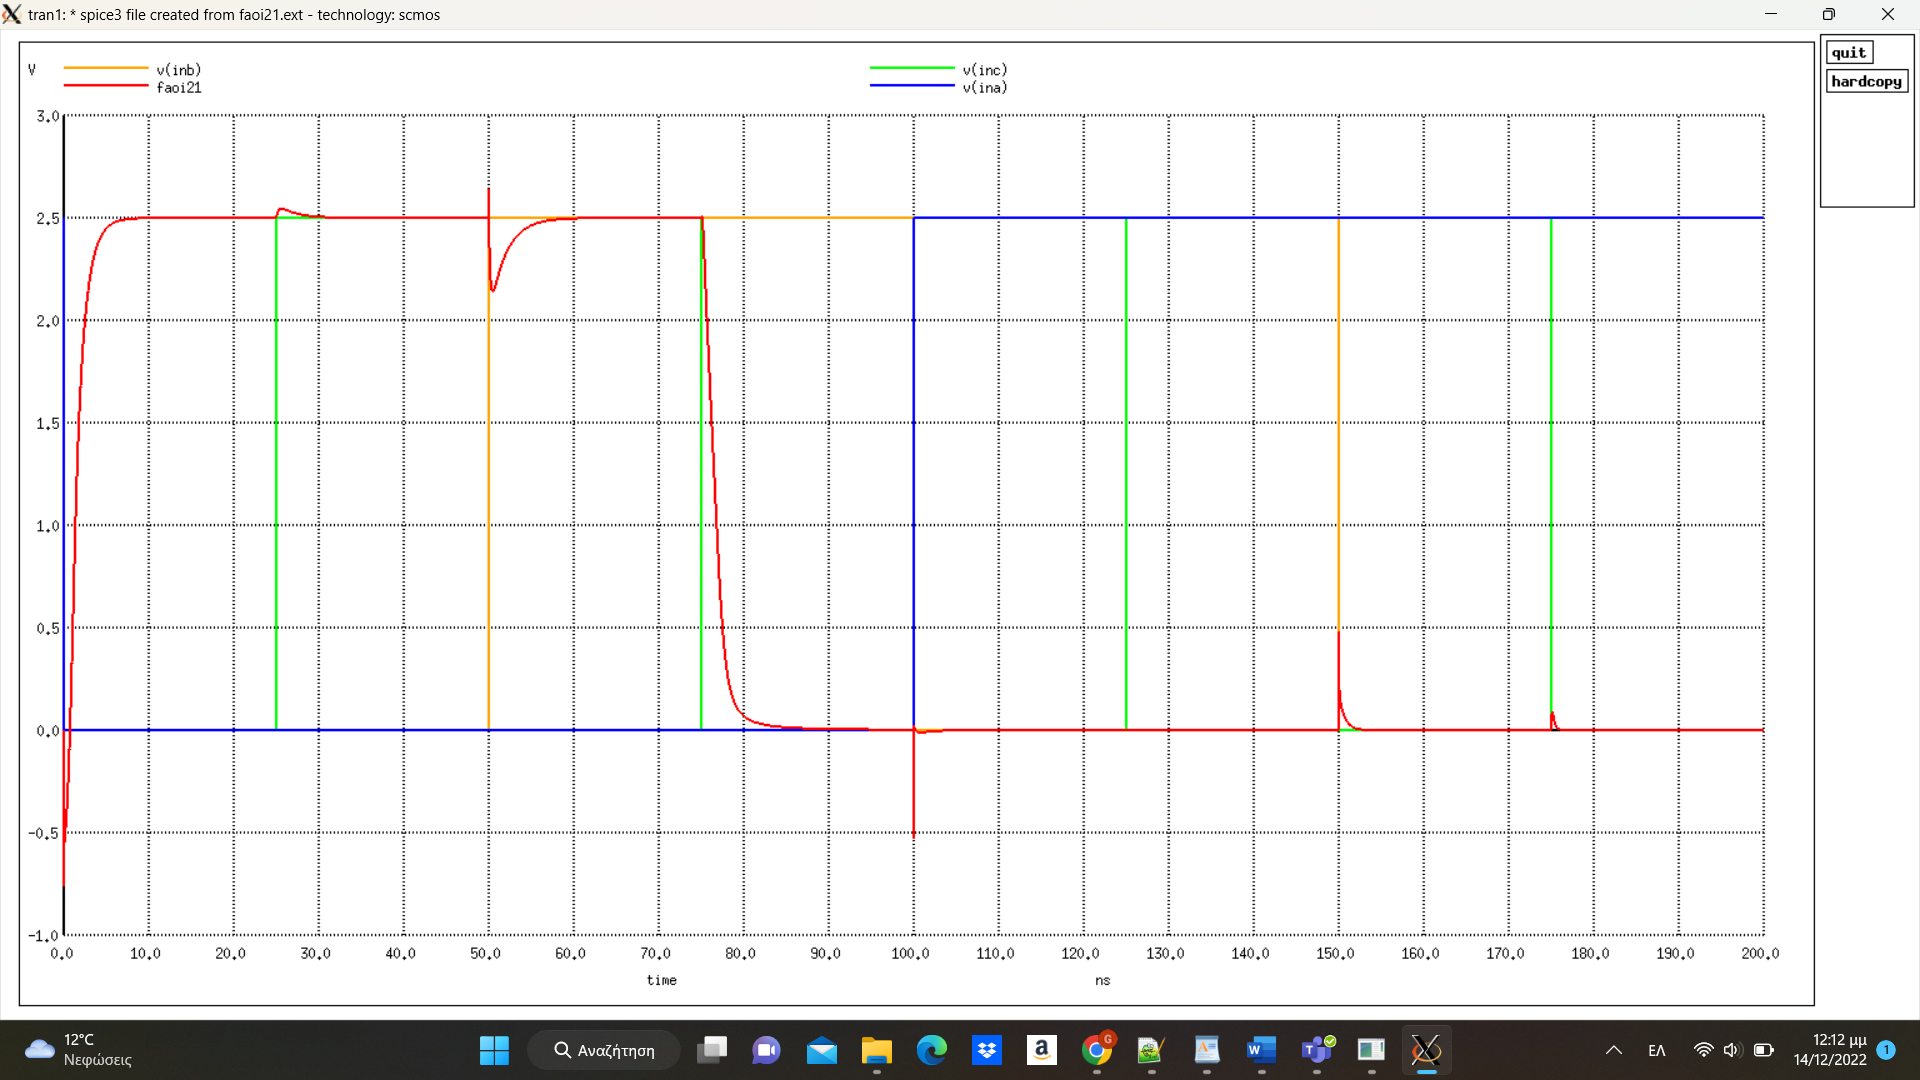 tran1: * spice3 file created from faoi21.ext - technology: scmos
quit
hardcopy
V
v(inb)
faoi21
v(inc)
v(ina)
3.0
2.5
2.0
1.5
1.0
0.5
0.0
-0.5
-1.0
0.0 10.0 20.0 30.0 40.0 50.0 60.0 70.0 80.0 90.0 100.0 110.0 120.0 130.0 140.0 150.0 160.0 170.0 180.0 190.0 200.0
time ns
12°C
Νεφώσεις
Αναζήτηση
a
G
W
T
ΕΛ
12:12 μμ
14/12/2022
1